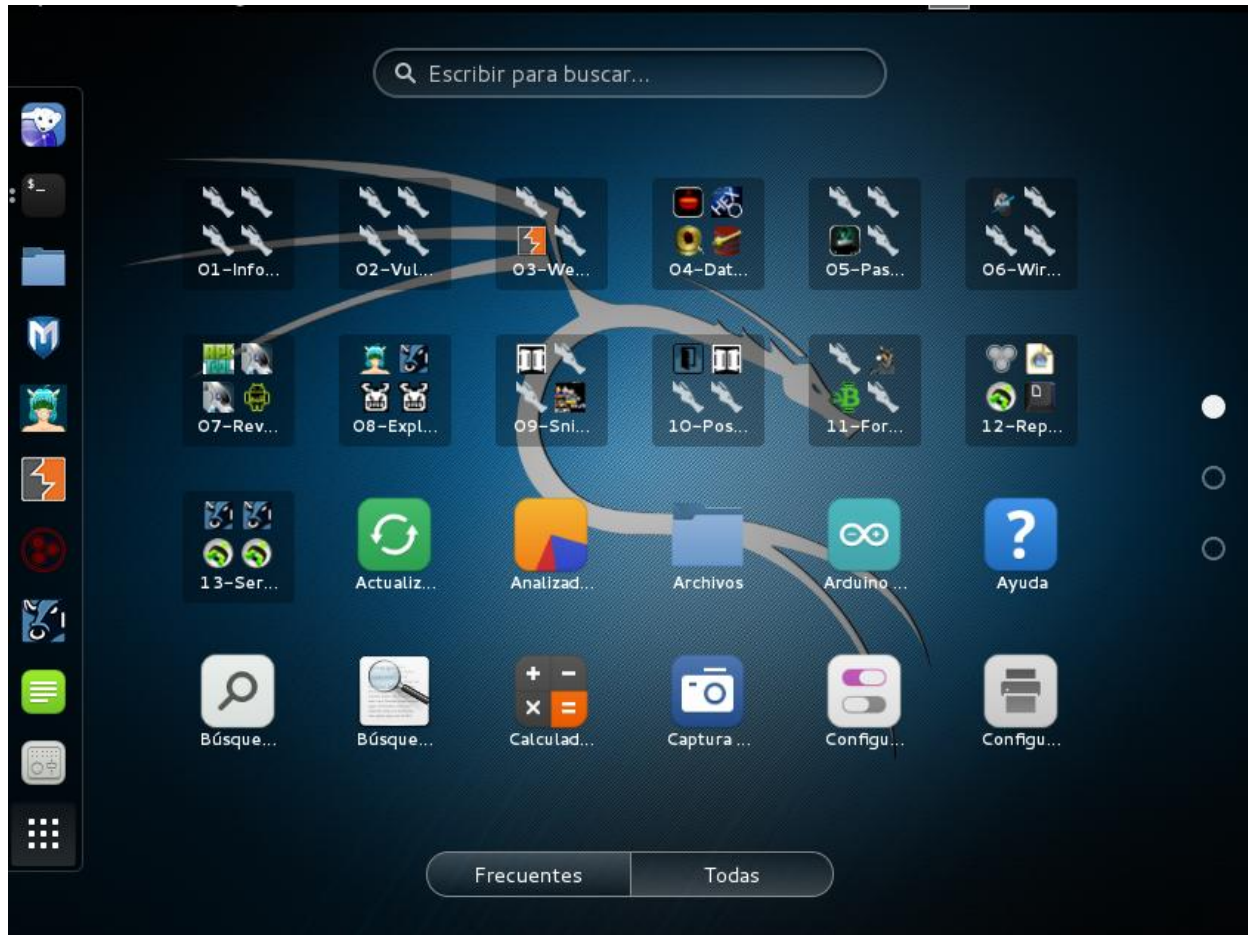 Escribir para buscar...
01-Info... 02-Vul... 03-We... 04-Dat... 05-Pas... 06-Wir...
07-Rev... 08-Expl... 09-Sni... 10-Pos... 11-For... 12-Rep...
13-Ser... Actualiz... Analizad... Archivos Arduino ... Ayuda
Búsque... Búsque... Calculad... Captura ... Configu... Configu...
Frecuentes Todas